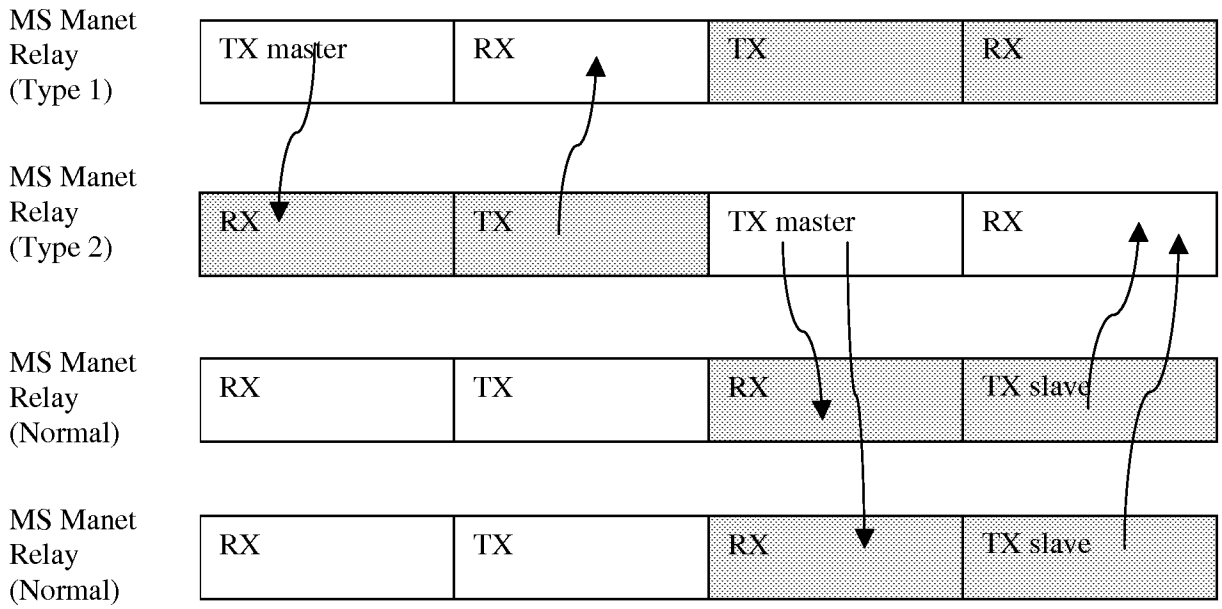 MS Manet
Relay
(Type 1)
TX master
RX
TX
RX
MS Manet
Relay
(Type 2)
RX
TX
TX master
RX
MS Manet
Relay
(Normal)
RX
TX
RX
TX slave
MS Manet
Relay
(Normal)
RX
TX
RX
TX slave